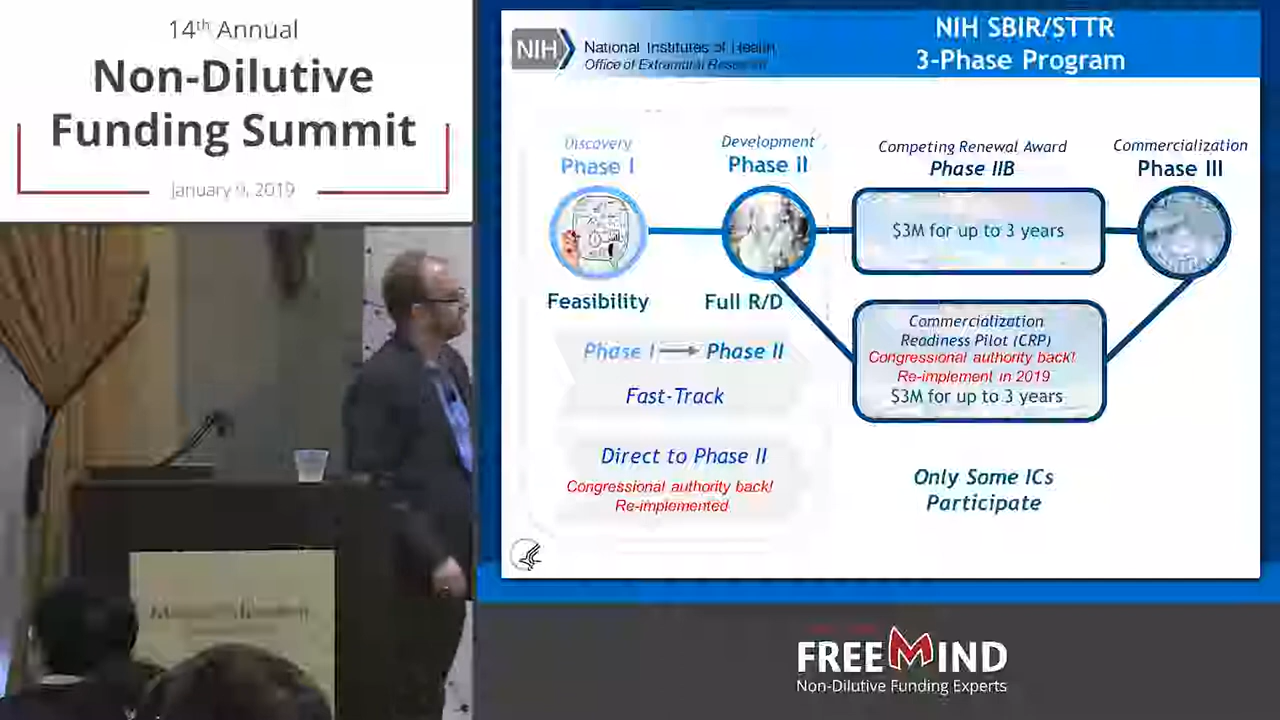 14th Annual
Non-Dilutive
Funding Summit
January 9, 2019
NIH
National Institutes of Health
Office of Extramural Research
NIH SBIR/STTR
3-Phase Program
Discovery
Phase I
Feasibility
Development
Phase II
Full R/D
Competing Renewal Award
Phase IIB
$3M for up to 3 years
Commercialization
Phase III
Phase I Phase II
Fast-Track
Direct to Phase II
Congressional authority back!
Re-implemented
Commercialization
Readiness Pilot (CRP)
Congressional authority back!
Re-implement in 2019
$3M for up to 3 years
Only Some ICs
Participate
FREEMIND
Non-Dilutive Funding Experts